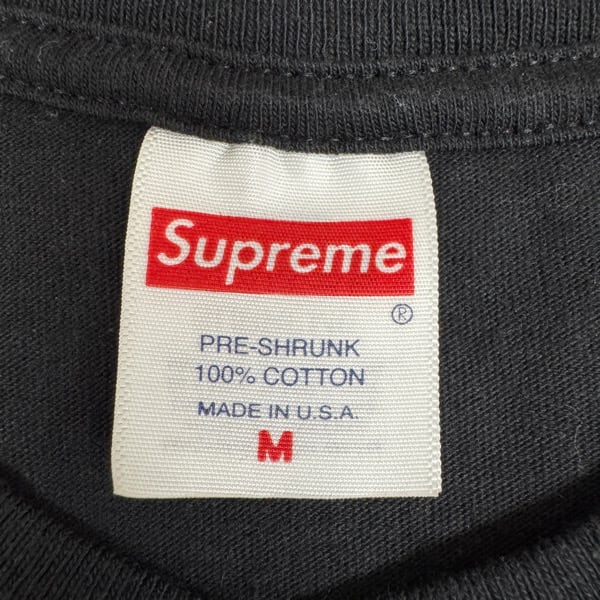 Supreme
®
PRE-SHRUNK
100% COTTON
MADE IN U.S.A.
M